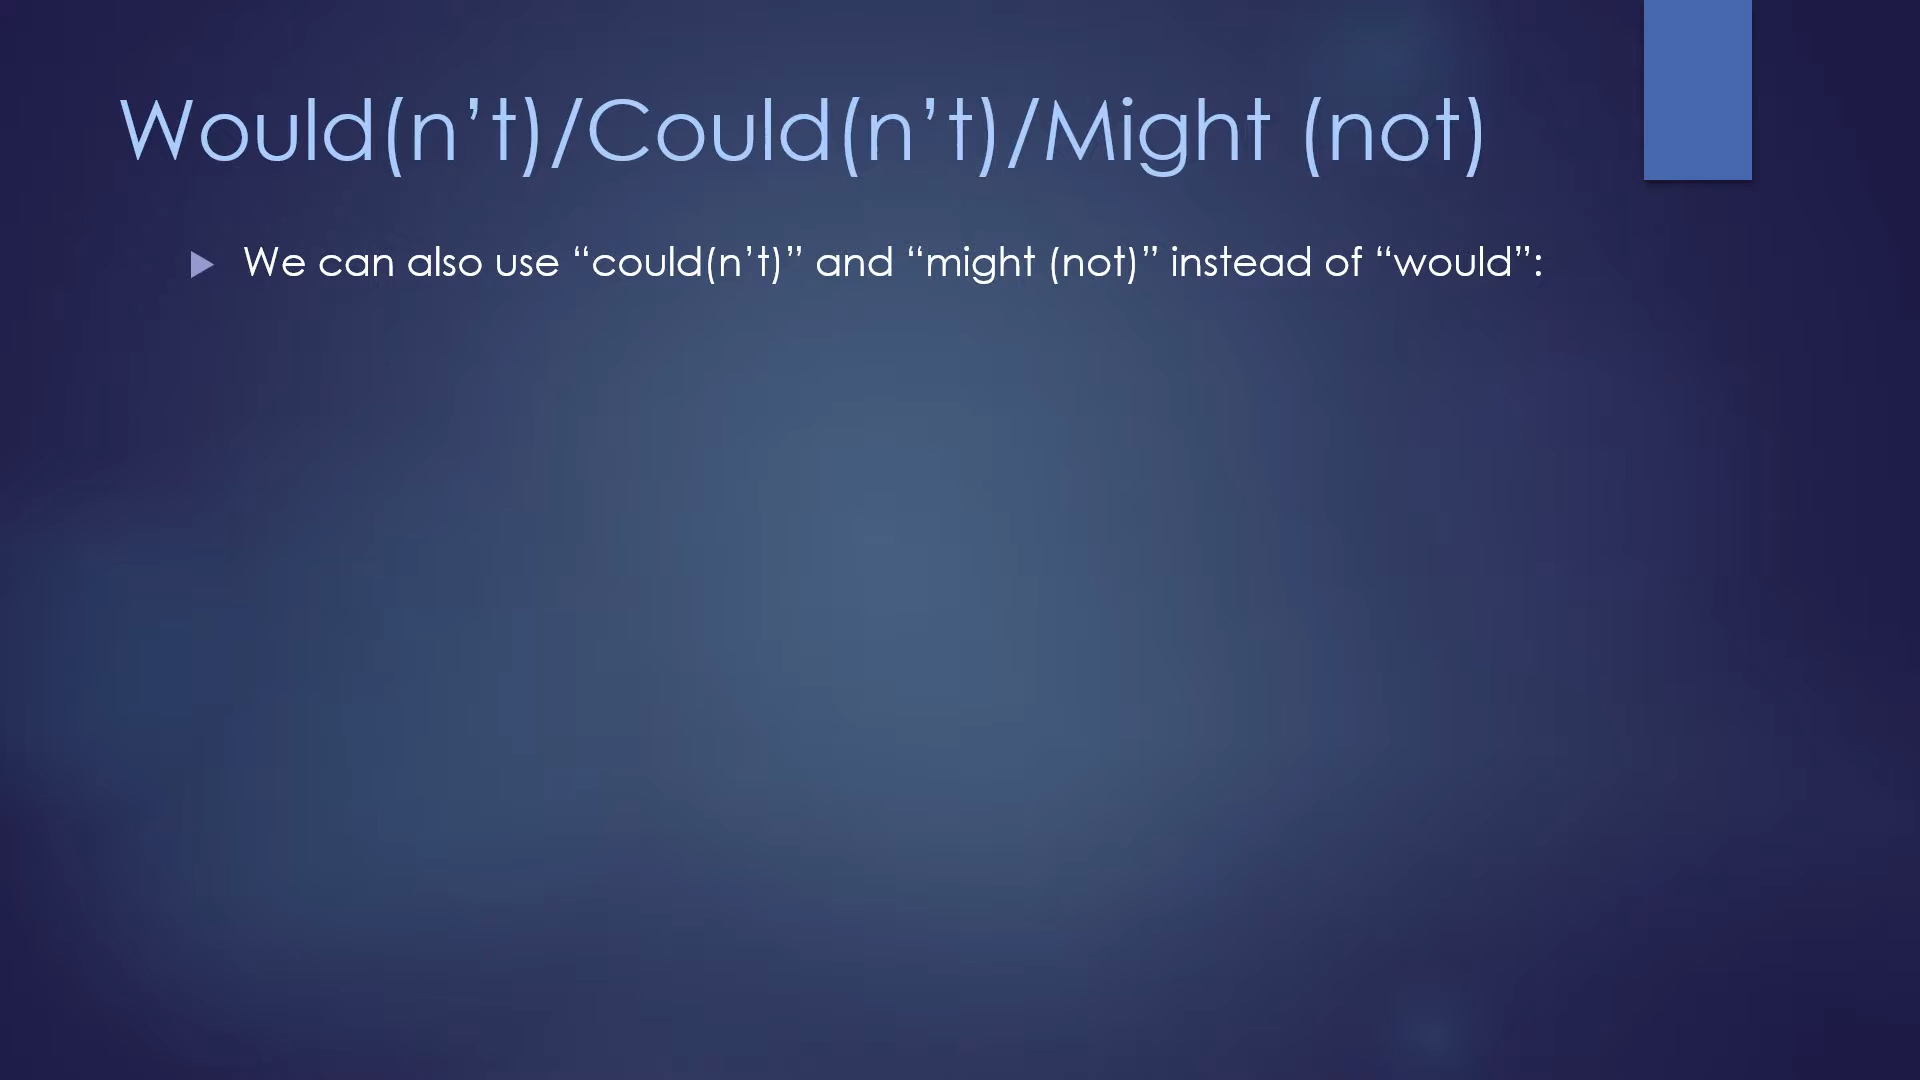 Would(n’t)/Could(n’t)/Might (not)
We can also use “could(n’t)” and “might (not)” instead of “would”: